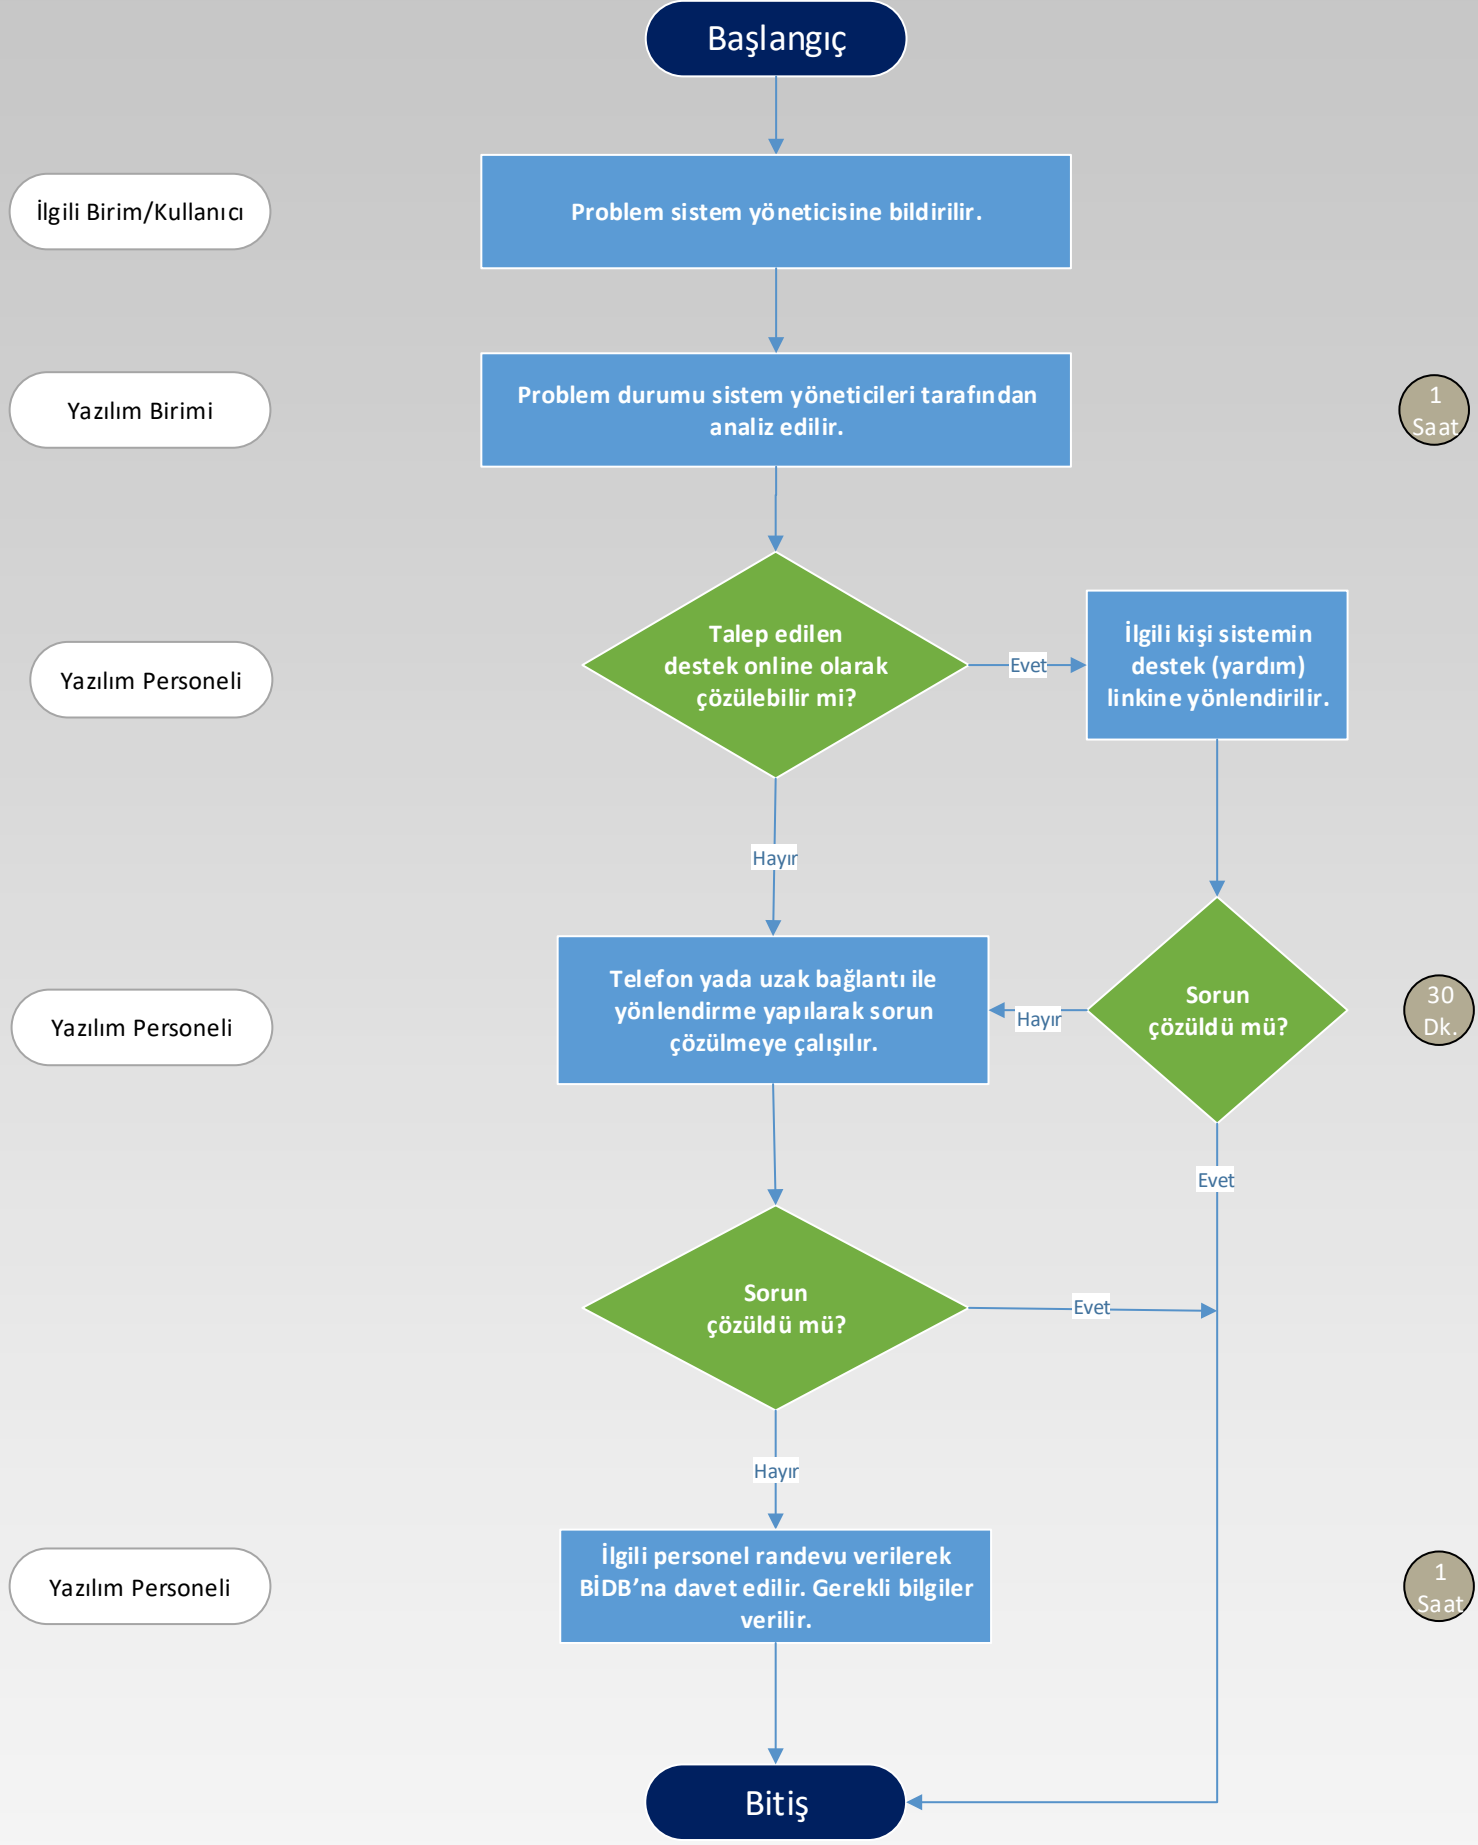 Başlangıç
İlgili Birim/Kullanıcı
Problem sistem yöneticisine bildirilir.
Yazılım Birimi
Problem durumu sistem yöneticileri tarafından
analiz edilir.
1
Saat
Yazılım Personeli
Talep edilen
destek online olarak
çözülebilir mi?
Evet
İlgili kişi sistemin
destek (yardım)
linkine yönlendirilir.
Hayır
Yazılım Personeli
Telefon yada uzak bağlantı ile
yönlendirme yapılarak sorun
çözülmeye çalışılır.
Hayır
Sorun
çözüldü mü?
30
Dk.
Evet
Sorun
çözüldü mü?
Evet
Hayır
Yazılım Personeli
İlgili personel randevu verilerek
BİDB’na davet edilir. Gerekli bilgiler
verilir.
1
Saat
Bitiş